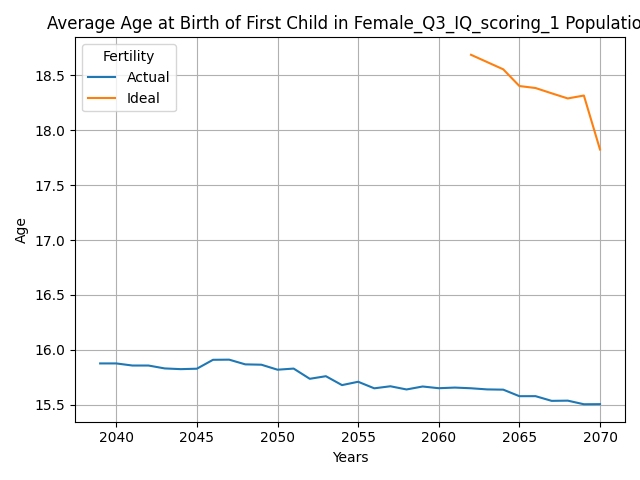 Average Age at Birth of First Child in Female_Q3_IQ_scoring_1 Populatio
Fertility
Actual
Ideal
18.5
18.0
17.5
17.0
16.5
16.0
15.5
Age
2040 2045 2050 2055 2060 2065 2070
Years